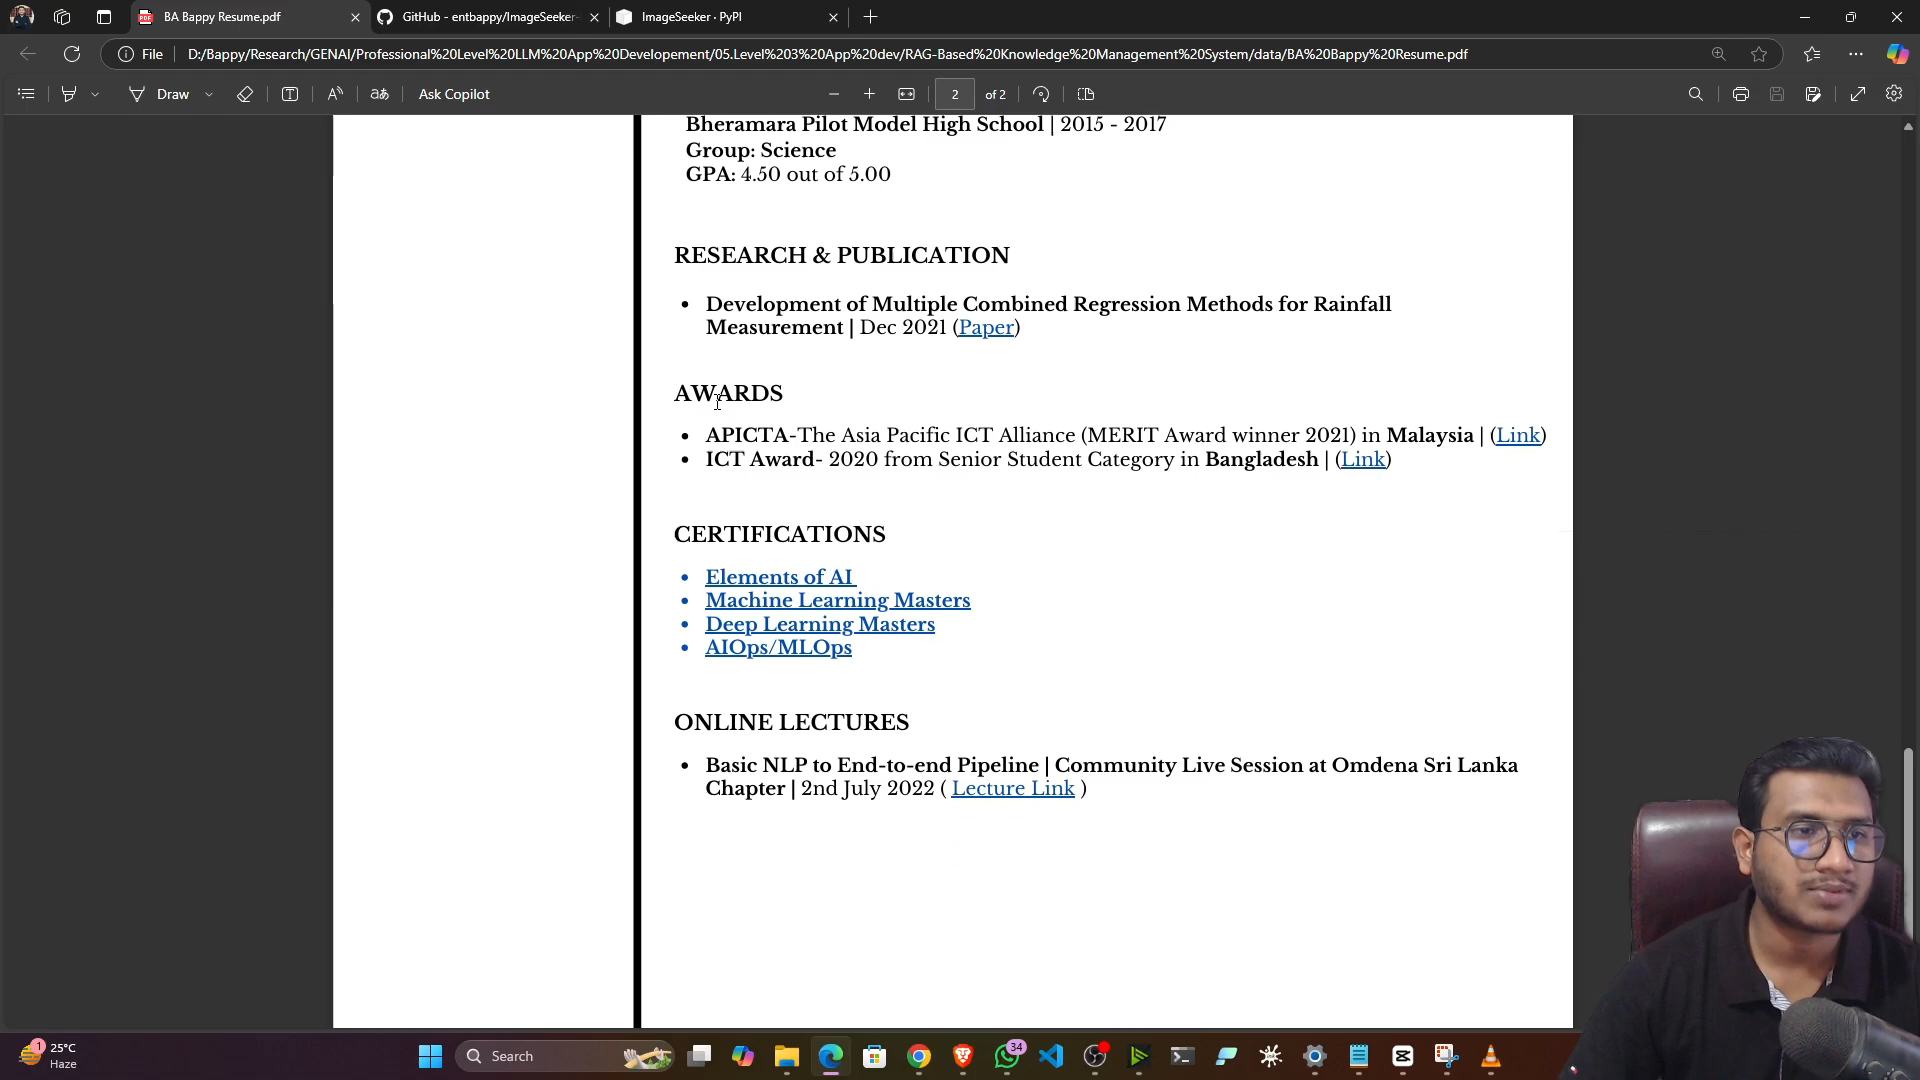 BA Bappy Resume.pdf
GitHub - entbappy/ImageSeeker-
ImageSeeker · PyPI
File
D:/Bappy/Research/GENAI/Professional%20Level%20LLM%20App%20Developement/05.Level%203%20App%20dev/RAG-Based%20Knowledge%20Management%20System/data/BA%20Bappy%20Resume.pdf
Draw
Ask Copilot
2 of 2
Bheramara Pilot Model High School | 2015 - 2017
Group: Science
GPA: 4.50 out of 5.00
RESEARCH & PUBLICATION
• Development of Multiple Combined Regression Methods for Rainfall
Measurement | Dec 2021 (Paper)
AWARDS
• APICTA-The Asia Pacific ICT Alliance (MERIT Award winner 2021) in Malaysia | (Link)
• ICT Award- 2020 from Senior Student Category in Bangladesh | (Link)
CERTIFICATIONS
• Elements of AI
• Machine Learning Masters
• Deep Learning Masters
• AIOps/MLOps
ONLINE LECTURES
• Basic NLP to End-to-end Pipeline | Community Live Session at Omdena Sri Lanka
Chapter | 2nd July 2022 ( Lecture Link )
1
25°C
Haze
Search
34